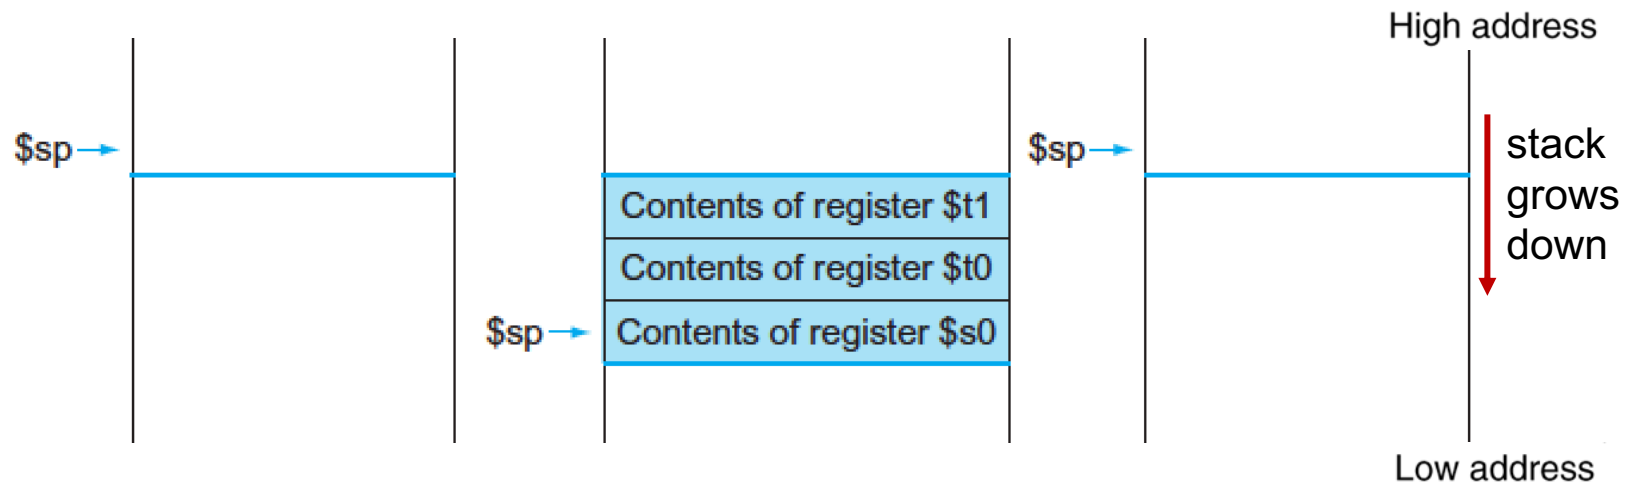 High address
$sp
Contents of register $t1
Contents of register $t0
$sp
Contents of register $s0
$sp
stack
grows
down
Low address